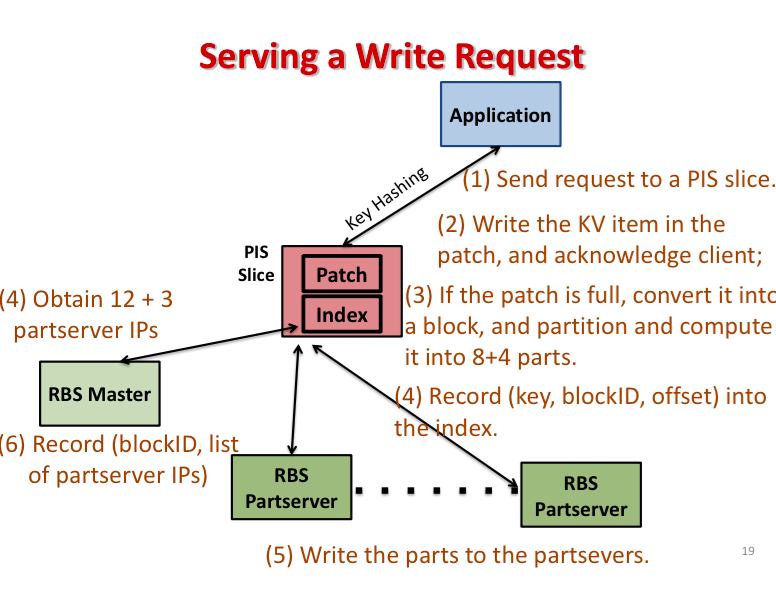 Serving a Write Request
Application
Key Hashing
(1) Send request to a PIS slice.
(2) Write the KV item in the
patch, and acknowledge client;
PIS
Slice
Patch
Index
(3) If the patch is full, convert it into
a block, and partition and compute
it into 8+4 parts.
(4) Obtain 12 + 3
partserver IPs
RBS Master
(4) Record (key, blockID, offset) into
the index.
(6) Record (blockID, list
of partserver IPs)
RBS
Partserver
RBS
Partserver
(5) Write the parts to the partsevers.
19